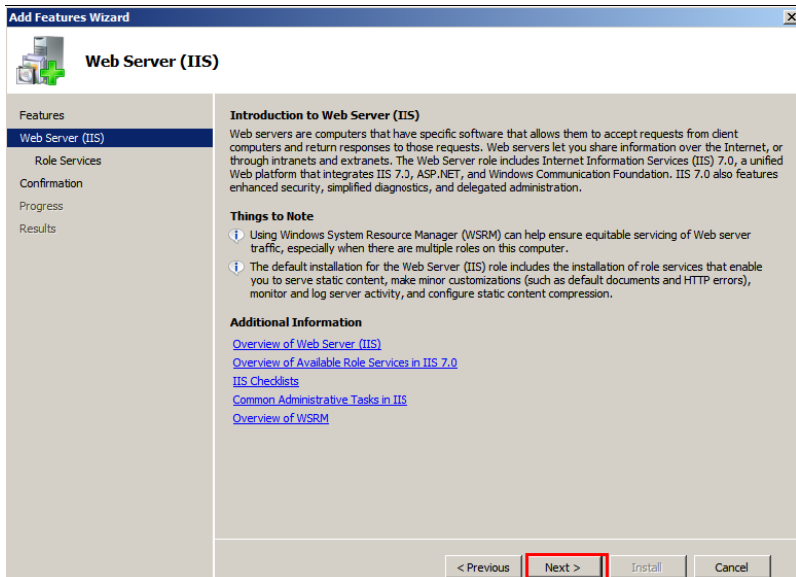 Add Features Wizard
Web Server (IIS)
Features
Web Server (IIS)
Role Services
Confirmation
Progress
Results
Introduction to Web Server (IIS)
Web servers are computers that have specific software that allows them to accept requests from client
computers and return responses to those requests. Web servers let you share information over the Internet, or
through intranets and extranets. The Web Server role includes Internet Information Services (IIS) 7.0, a unified
Web platform that integrates IIS 7.0, ASP.NET, and Windows Communication Foundation. IIS 7.0 also features
enhanced security, simplified diagnostics, and delegated administration.
Things to Note
Using Windows System Resource Manager (WSRM) can help ensure equitable servicing of Web server
traffic, especially when there are multiple roles on this computer.
The default installation for the Web Server (IIS) role includes the installation of role services that enable
you to serve static content, make minor customizations (such as default documents and HTTP errors),
monitor and log server activity, and configure static content compression.
Additional Information
Overview of Web Server (IIS)
Overview of Available Role Services in IIS 7.0
IIS Checklists
Common Administrative Tasks in IIS
Overview of WSRM
< Previous
Next >
Install
Cancel